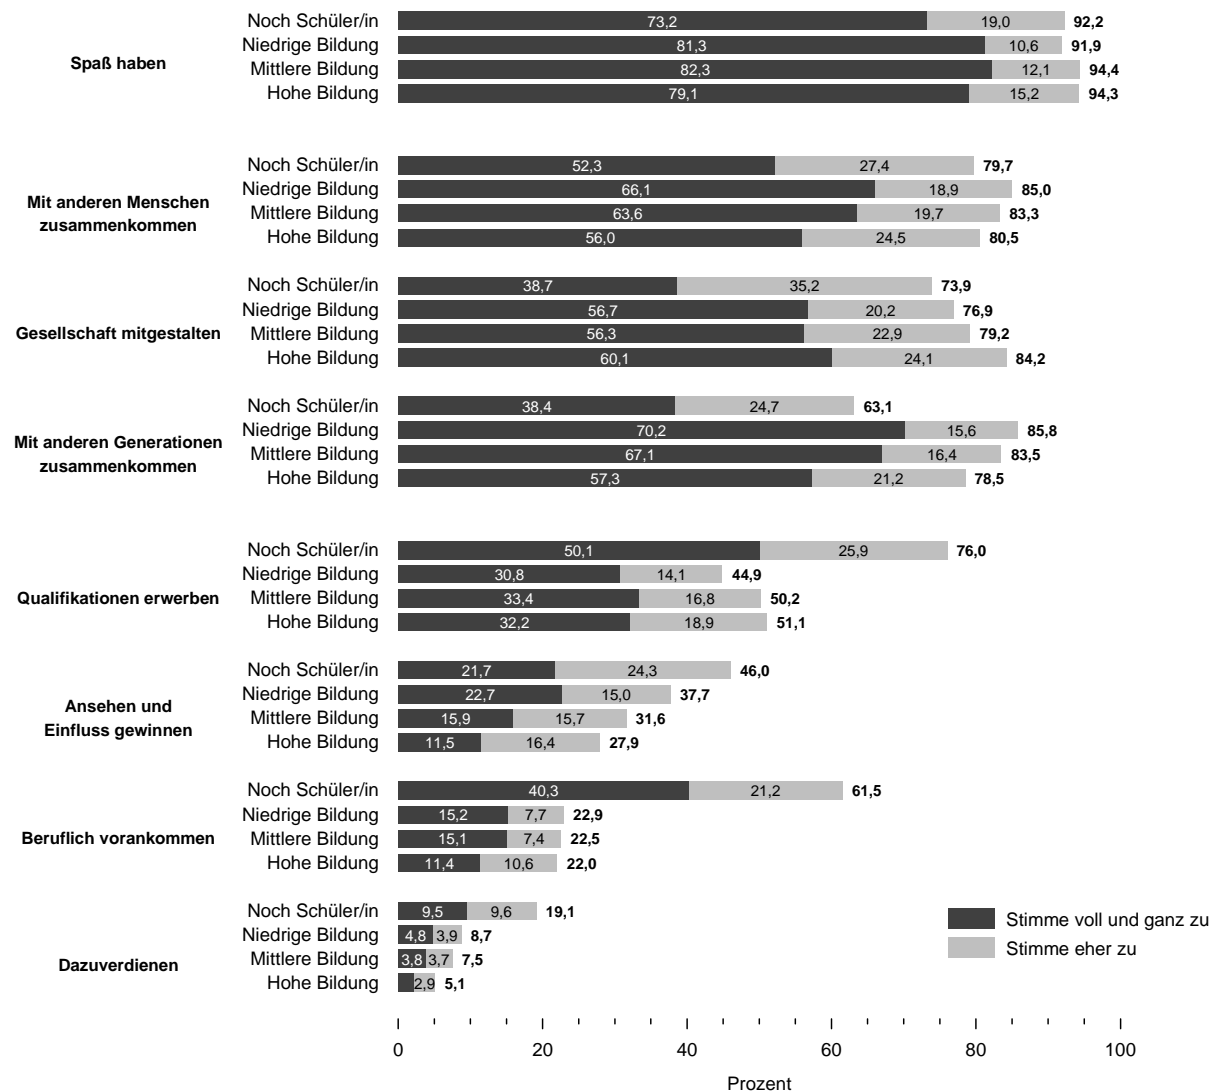 Noch Schüler/in 73,2 19,0 92,2
Niedrige Bildung 81,3 10,6 91,9
Spaß haben
Mittlere Bildung 82,3 12,1 94,4
Hohe Bildung 79,1 15,2 94,3
Noch Schüler/in 52,3 27,4 79,7
Niedrige Bildung 66,1 18,9 85,0
Mit anderen Menschen
zusammenkommen
Mittlere Bildung 63,6 19,7 83,3
Hohe Bildung 56,0 24,5 80,5
Noch Schüler/in 38,7 35,2 73,9
Niedrige Bildung 56,7 20,2 76,9
Gesellschaft mitgestalten
Mittlere Bildung 56,3 22,9 79,2
Hohe Bildung 60,1 24,1 84,2
Noch Schüler/in 38,4 24,7 63,1
Niedrige Bildung 70,2 15,6 85,8
Mit anderen Generationen
zusammenkommen
Mittlere Bildung 67,1 16,4 83,5
Hohe Bildung 57,3 21,2 78,5
Noch Schüler/in 50,1 25,9 76,0
Niedrige Bildung 30,8 14,1 44,9
Qualifikationen erwerben
Mittlere Bildung 33,4 16,8 50,2
Hohe Bildung 32,2 18,9 51,1
Noch Schüler/in 21,7 24,3 46,0
Niedrige Bildung 22,7 15,0 37,7
Ansehen und
Einfluss gewinnen
Mittlere Bildung 15,9 15,7 31,6
Hohe Bildung 11,5 16,4 27,9
Noch Schüler/in 40,3 21,2 61,5
Niedrige Bildung 15,2 7,7 22,9
Beruflich vorankommen
Mittlere Bildung 15,1 7,4 22,5
Hohe Bildung 11,4 10,6 22,0
Noch Schüler/in 9,5 9,6 19,1
Niedrige Bildung 4,8 3,9 8,7
Dazuverdienen
Mittlere Bildung 3,8 3,7 7,5
Hohe Bildung 2,9 5,1
Stimme voll und ganz zu
Stimme eher zu
0 20 40 60 80 100
Prozent